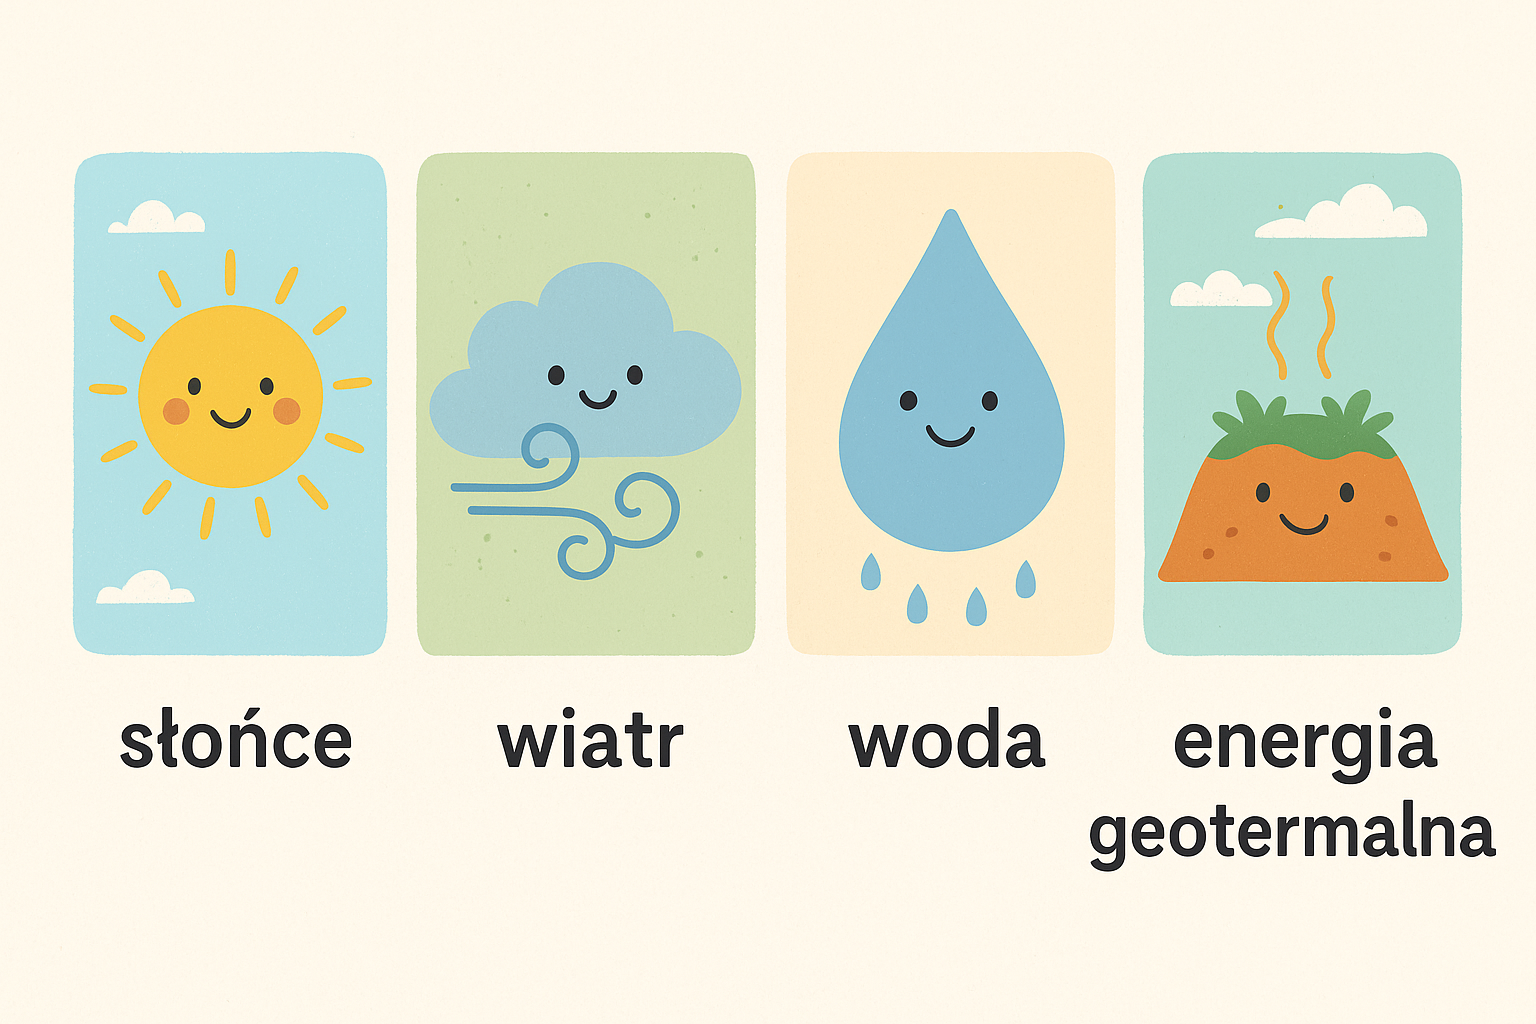 słońce
wiatr
woda
energia
geotermalna